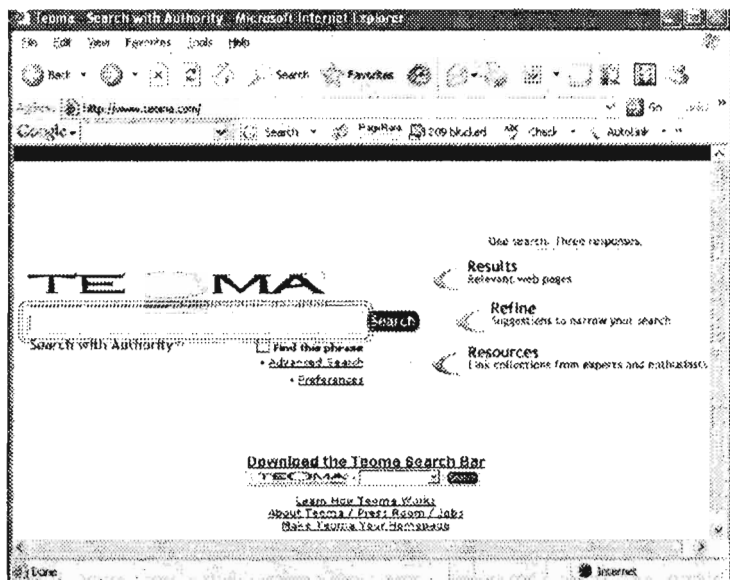 Teoma - Search with Authority - Microsoft Internet Explorer
File Edit View Favorites Tools Help
Back Search Favorites
http://www.teoma.com/ Go
Google Search PageRank 209 blocked Check AutoLink
One search. Three responses.
TEOMA
Results
Relevant web pages
Search
Refine
Suggestions to narrow your search
Search with Authority
Find this phrase
Advanced Search
Preferences
Resources
Link collections from experts and enthusiasts
Download the Teoma Search Bar
TEOMA
Learn How Teoma Works
About Teoma / Press Room / Jobs
Make Teoma Your Homepage
Done Internet